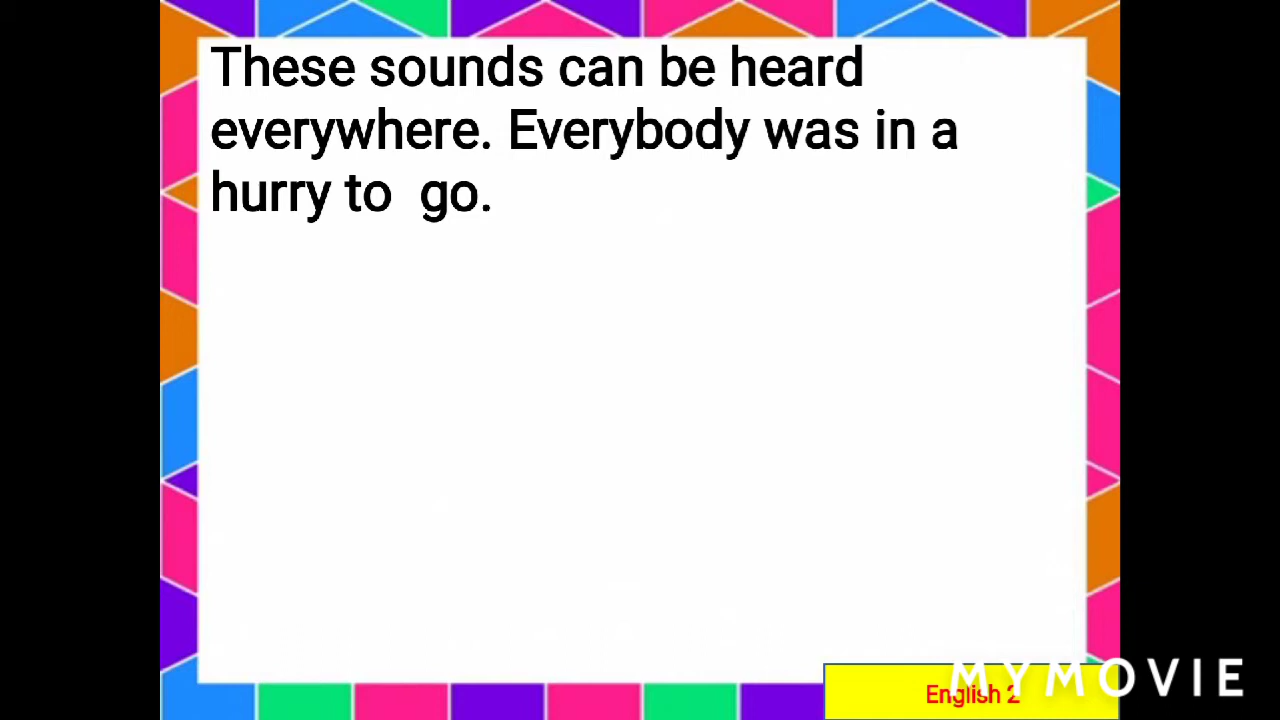 These sounds can be heard
everywhere. Everybody was in a
hurry to  go.
English 2
MYMOVIE